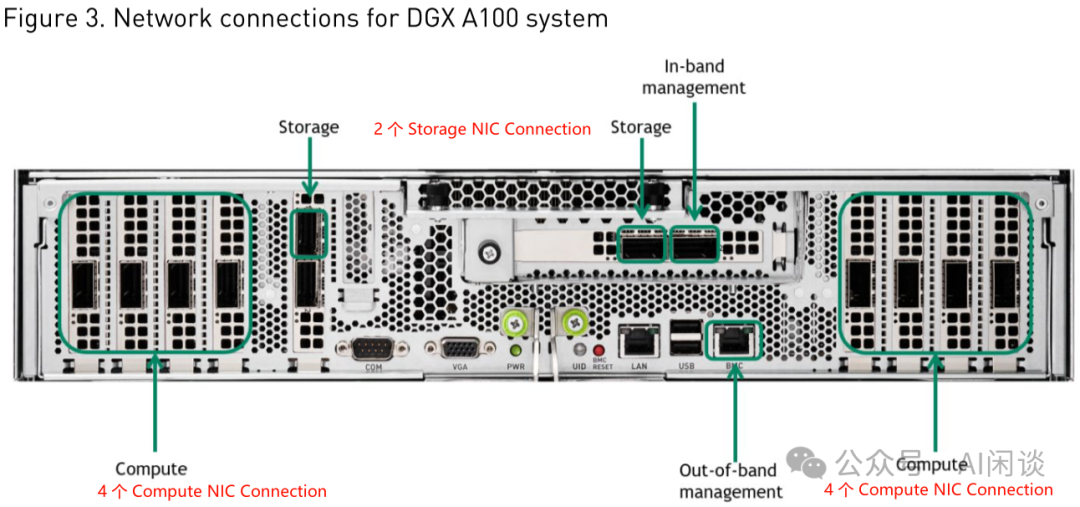 Figure 3. Network connections for DGX A100 system
In-band
management
Storage
2 个 Storage NIC Connection
Storage
COM
VGA
PWR
UID
BMC
RESET
LAN
USB
BMC
Compute
4 个 Compute NIC Connection
Out-of-band
management
公众号 · AI闲谈
Compute
4 个 Compute NIC Connection